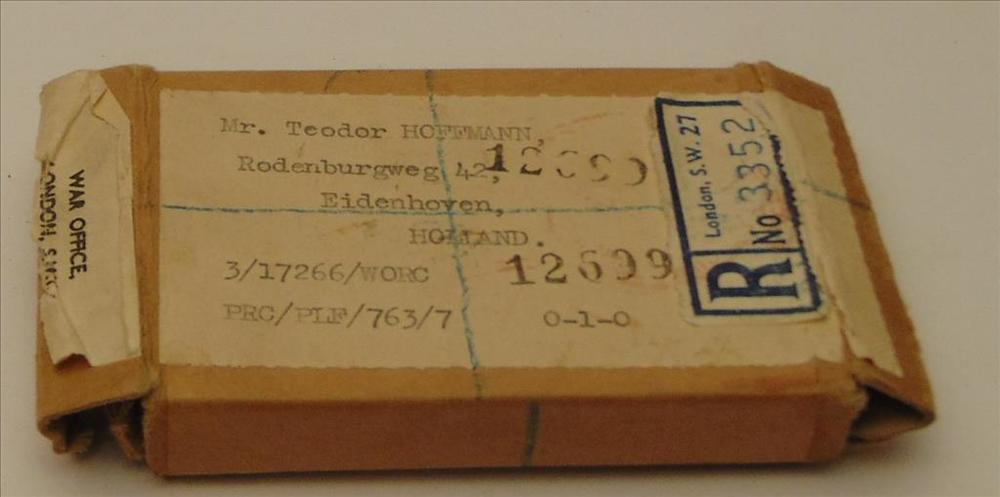 Mr. Teodor HOFFMANN,
Rodenburgweg 42,
Eidenhoven,
HOLLAND.
3/17266/WORC
PRC/PLF/763/7
0-1-0
12699
12699
WAR OFFICE,
LONDON,
R
London, S.W. 27
No 3352